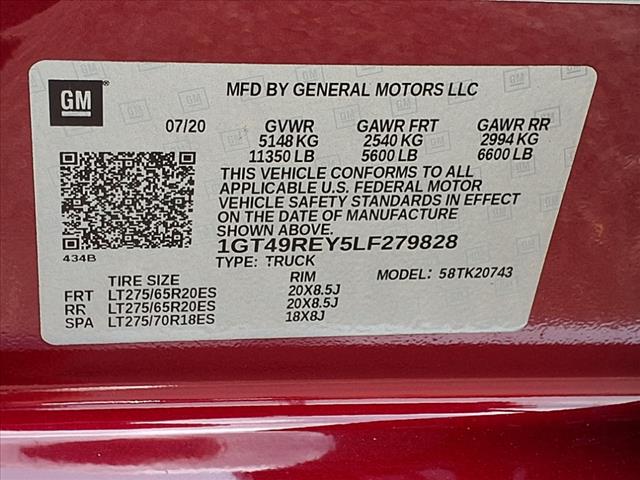 GM
MFD BY GENERAL MOTORS LLC
07/20 GVWR GAWR FRT GAWR RR
5148 KG 2540 KG 2994 KG
11350 LB 5600 LB 6600 LB
THIS VEHICLE CONFORMS TO ALL
APPLICABLE U.S. FEDERAL MOTOR
VEHICLE SAFETY STANDARDS IN EFFECT
ON THE DATE OF MANUFACTURE
SHOWN ABOVE.
434B
1GT49REY5LF279828
TYPE: TRUCK MODEL: 58TK20743
TIRE SIZE RIM
FRT LT275/65R20ES 20X8.5J
RR LT275/65R20ES 20X8.5J
SPA LT275/70R18ES 18X8J